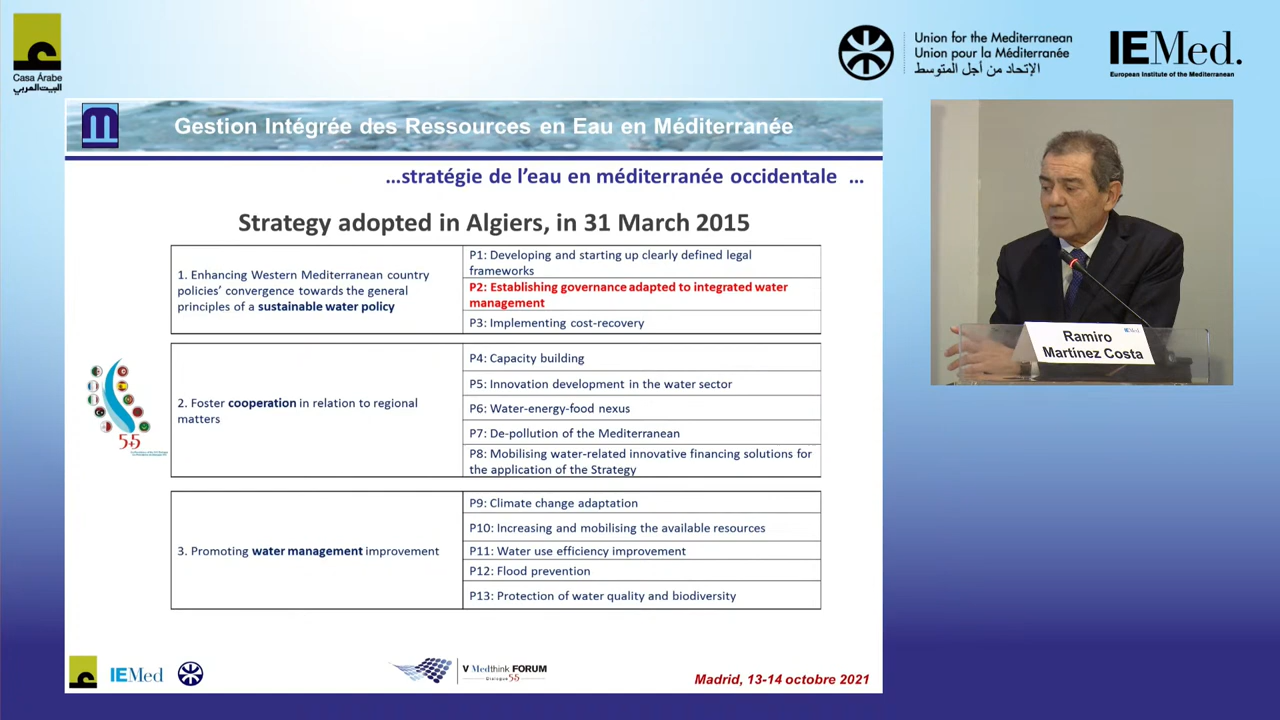 Casa Árabe
البيت العربي
Union for the Mediterranean
Union pour la Méditerranée
الإتحاد من أجل المتوسط
IEMed.
European Institute of the Mediterranean
Gestion Intégrée des Ressources en Eau en Méditerranée
...stratégie de l'eau en méditerranée occidentale ...
Strategy adopted in Algiers, in 31 March 2015
1. Enhancing Western Mediterranean country
policies' convergence towards the general
principles of a sustainable water policy
P1: Developing and starting up clearly defined legal
frameworks
P2: Establishing governance adapted to integrated water
management
P3: Implementing cost-recovery
2. Foster cooperation in relation to regional
matters
P4: Capacity building
P5: Innovation development in the water sector
P6: Water-energy-food nexus
P7: De-pollution of the Mediterranean
P8: Mobilising water-related innovative financing solutions for
the application of the Strategy
3. Promoting water management improvement
P9: Climate change adaptation
P10: Increasing and mobilising the available resources
P11: Water use efficiency improvement
P12: Flood prevention
P13: Protection of water quality and biodiversity
5+5
IEMed
V Medthink FORUM
Dialogue 5+5
Madrid, 13-14 octobre 2021
IEMed
Ramiro
Martínez Costa